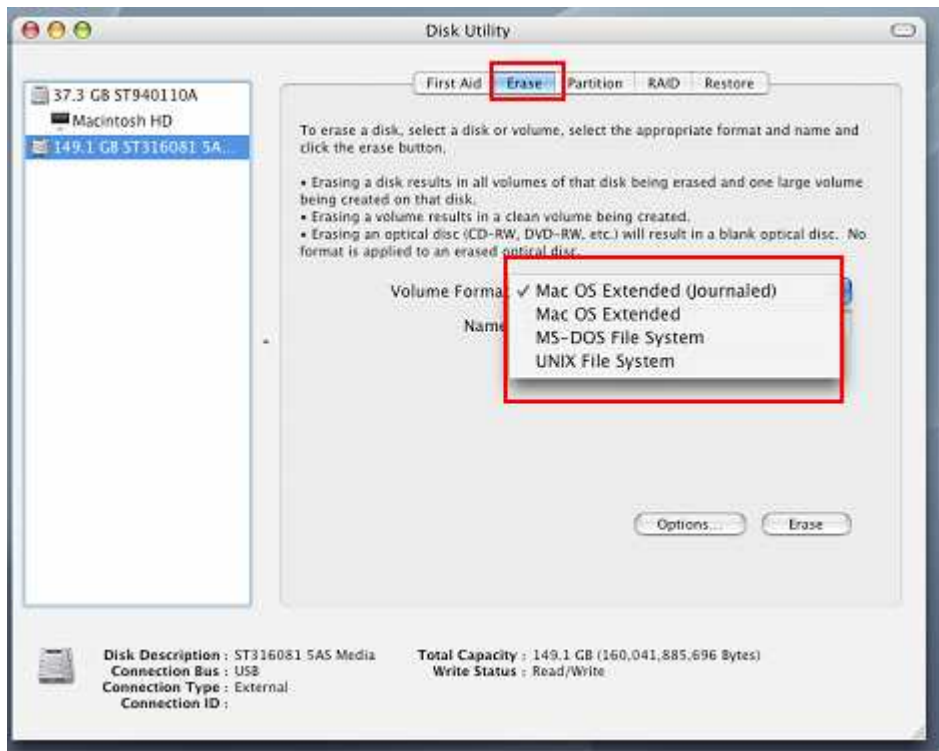 Disk Utility
37.3 GB ST940110A
Macintosh HD
149.1 GB ST316081 5A...
First Aid Erase Partition RAID Restore
To erase a disk, select a disk or volume, select the appropriate format and name and
click the erase button.
• Erasing a disk results in all volumes of that disk being erased and one large volume
being created on that disk.
• Erasing a volume results in a clean volume being created.
• Erasing an optical disc (CD-RW, DVD-RW, etc.) will result in a blank optical disc. No
format is applied to an erased optical disc.
Volume Format ✓ Mac OS Extended (Journaled)
Mac OS Extended
Name
MS-DOS File System
UNIX File System
Options... Erase
Disk Description : ST316081 5AS Media Total Capacity : 149.1 GB (160,041,885,696 Bytes)
Connection Bus : USB Write Status : Read/Write
Connection Type : External
Connection ID :